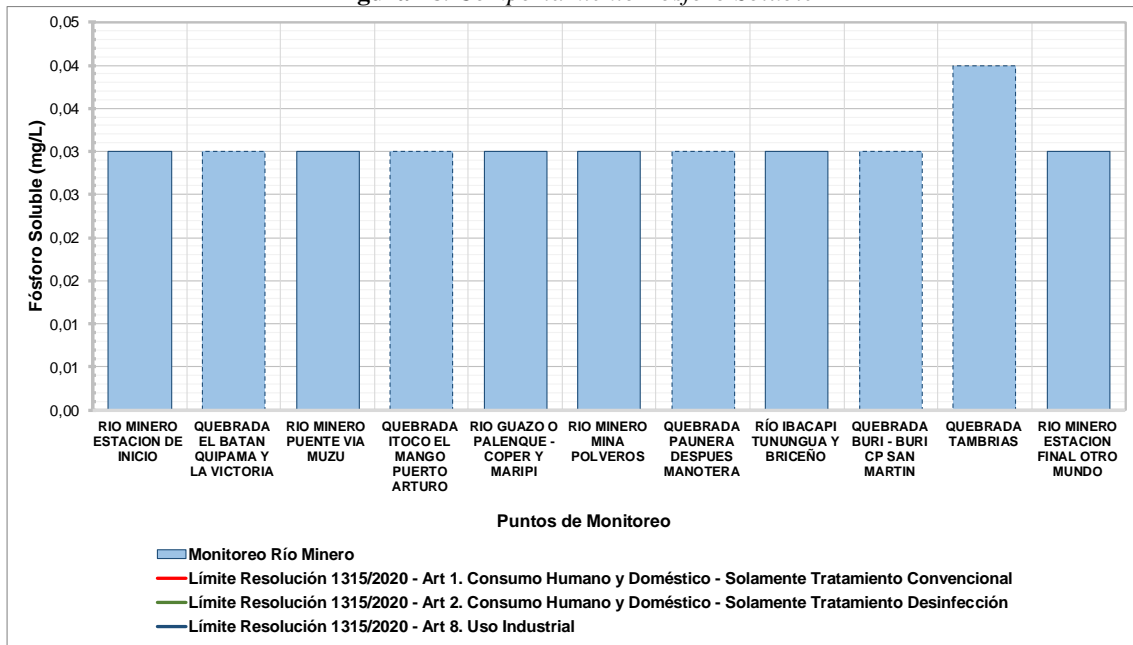 0,05
0,04
0,04
0,03
0,03
0,02
0,02
0,01
0,01
0,00
Fósforo Soluble (mg/L)
RIO MINERO
ESTACION DE
INICIO
QUEBRADA
EL BATAN
QUIPAMA Y
LA VICTORIA
RIO MINERO
PUENTE VIA
MUZU
QUEBRADA
ITOCO EL
MANGO
PUERTO
ARTURO
RIO GUAZO O
PALENQUE -
COPER Y
MARIPI
RIO MINERO
MINA
POLVEROS
QUEBRADA
PAUNERA
DESPUES
MANOTERA
RÍO IBACAPI
TUNUNGUA Y
BRICEÑO
QUEBRADA
BURI - BURI
CP SAN
MARTIN
QUEBRADA
TAMBRIAS
RIO MINERO
ESTACION
FINAL OTRO
MUNDO
Puntos de Monitoreo
Monitoreo Río Minero
Límite Resolución 1315/2020 - Art 1. Consumo Humano y Doméstico - Solamente Tratamiento Convencional
Límite Resolución 1315/2020 - Art 2. Consumo Humano y Doméstico - Solamente Tratamiento Desinfección
Límite Resolución 1315/2020 - Art 8. Uso Industrial